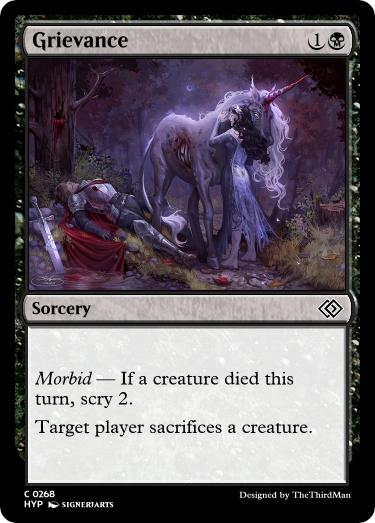 Grievance 1
Sorcery
Morbid — If a creature died this
turn, scry 2.
Target player sacrifices a creature.
C 0268
HYP SIGNERJARTS Designed by TheThirdMan